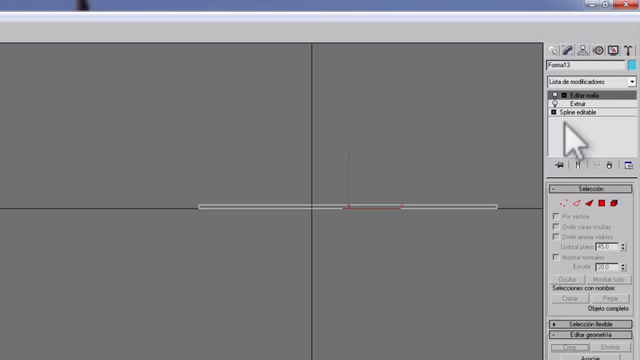 Forma13
Lista de modificadores
Editar malla
Extruir
Spline editable
Selección
Por vértice
Omitir caras ocultas
Omitir aristas visibles
Umbral plano: 45.0
Mostrar normales
Escala: 20.0
Ocultar Mostrar todo
Selecciones con nombre:
Copiar Pegar
Objeto completo
Selección flexible
Editar geometría
Crear Eliminar
Asociar